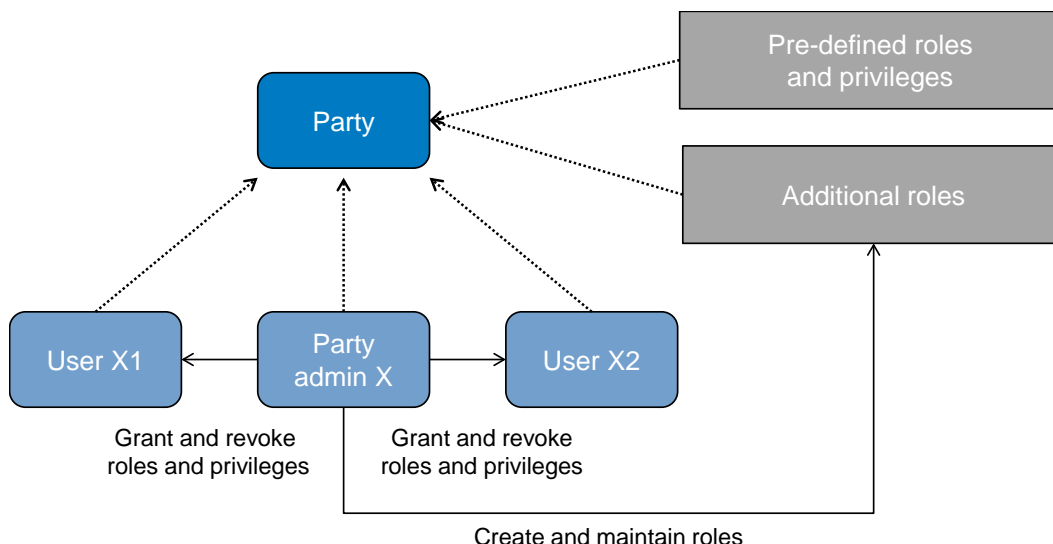 Pre-defined roles
and privileges
Party
Additional roles
User X1
Party
admin X
User X2
Grant and revoke
roles and privileges
Grant and revoke
roles and privileges
Create and maintain roles